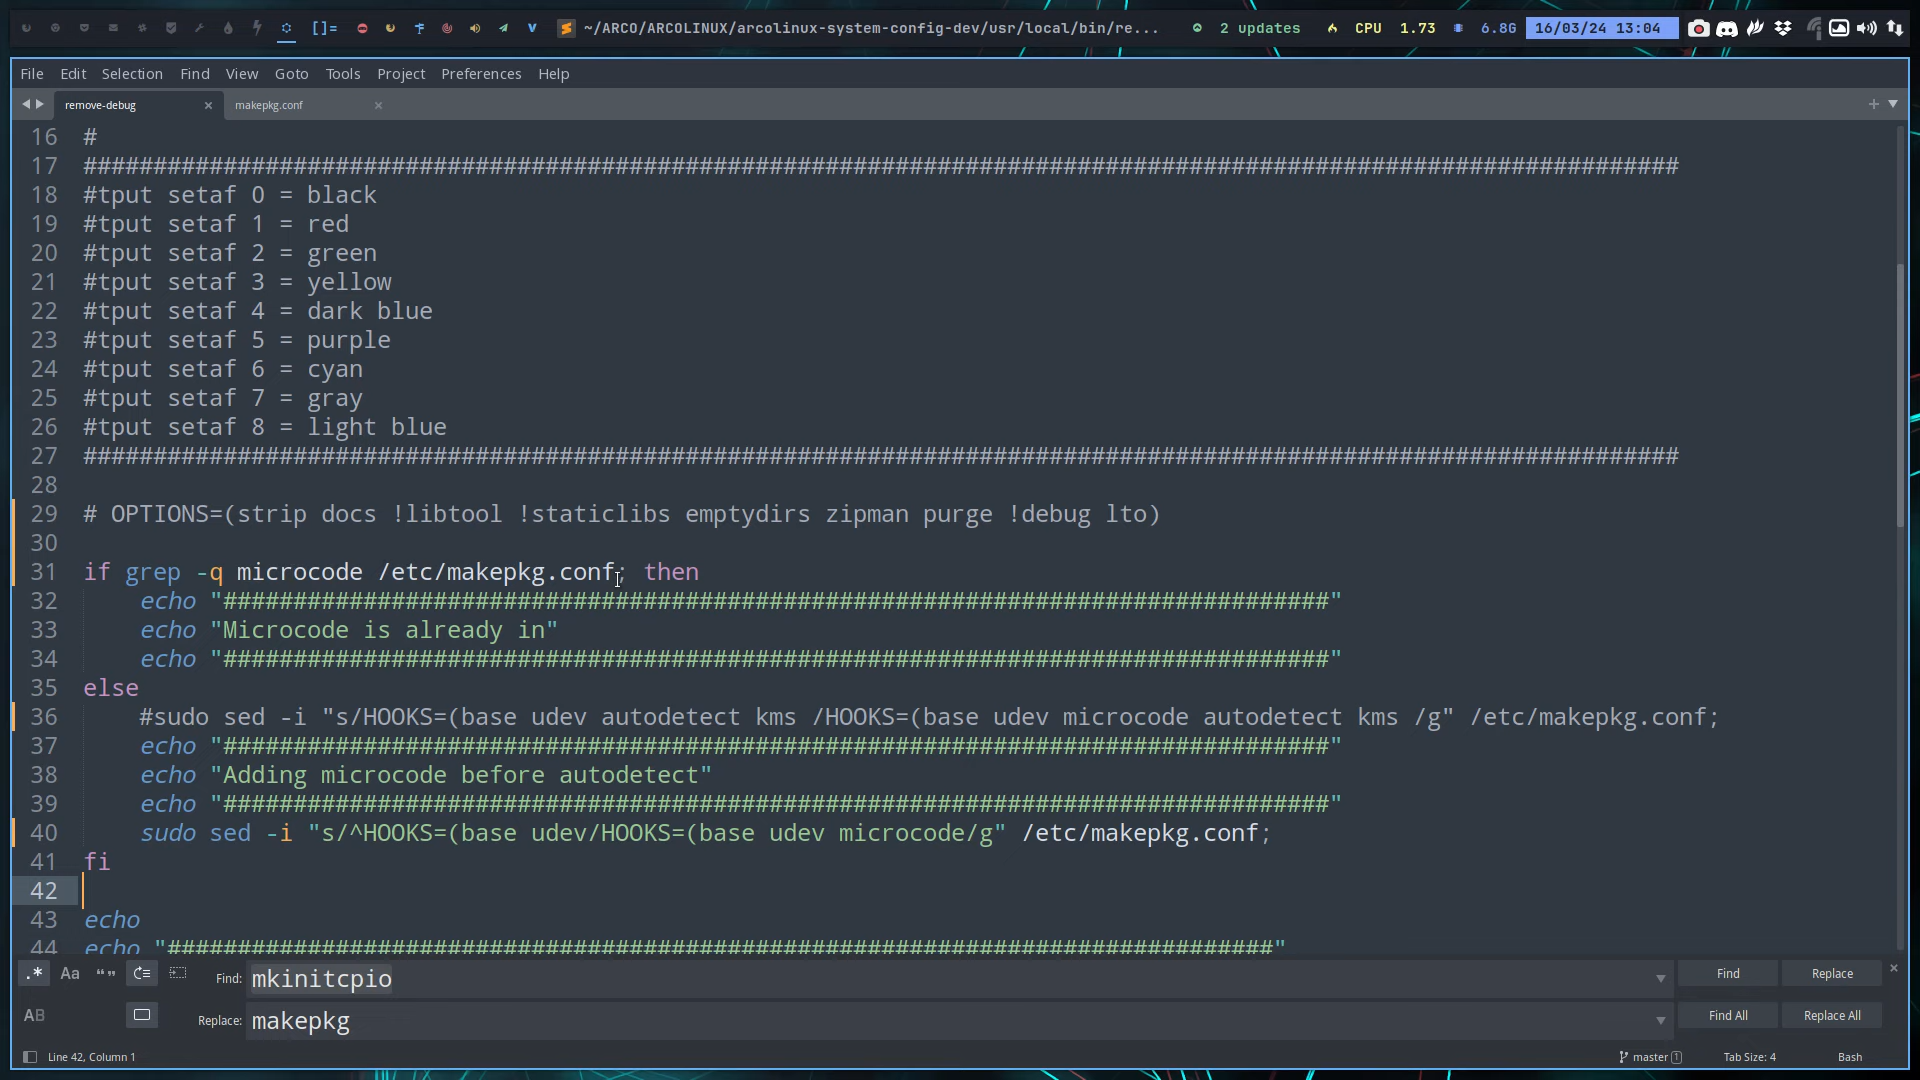 []= ~/ARCO/ARCOLINUX/arcolinux-system-config-dev/usr/local/bin/re... 2 updates CPU 1.73 6.8G 16/03/24 13:04
File Edit Selection Find View Goto Tools Project Preferences Help
remove-debug × makepkg.conf ×
16 #
17 ##################################################################################################################
18 #tput setaf 0 = black
19 #tput setaf 1 = red
20 #tput setaf 2 = green
21 #tput setaf 3 = yellow
22 #tput setaf 4 = dark blue
23 #tput setaf 5 = purple
24 #tput setaf 6 = cyan
25 #tput setaf 7 = gray
26 #tput setaf 8 = light blue
27 ##################################################################################################################
28
29 # OPTIONS=(strip docs !libtool !staticlibs emptydirs zipman purge !debug lto)
30
31 if grep -q microcode /etc/makepkg.conf; then
32 echo "###############################################################################"
33 echo "Microcode is already in"
34 echo "###############################################################################"
35 else
36 #sudo sed -i "s/HOOKS=(base udev autodetect kms /HOOKS=(base udev microcode autodetect kms /g" /etc/makepkg.conf;
37 echo "###############################################################################"
38 echo "Adding microcode before autodetect"
39 echo "###############################################################################"
40 sudo sed -i "s/^HOOKS=(base udev/HOOKS=(base udev microcode/g" /etc/makepkg.conf;
41 fi
42
43 echo
44 echo "###############################################################################"
.* Aa “” Find: mkinitcpio Find Replace
AB Replace: makepkg Find All Replace All
Line 42, Column 1 master 1 Tab Size: 4 Bash